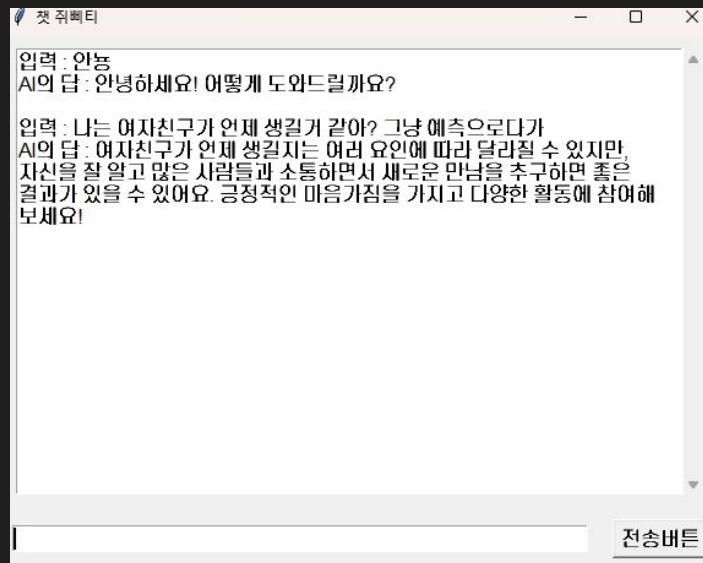 챗 쥐삐티
입력 : 안뇽
AI의 답 : 안녕하세요! 어떻게 도와드릴까요?
입력 : 나는 여자친구가 언제 생길거 같아? 그냥 예측으로다가
AI의 답 : 여자친구가 언제 생길지는 여러 요인에 따라 달라질 수 있지만,
자신을 잘 알고 많은 사람들과 소통하면서 새로운 만남을 추구하면 좋은
결과가 있을 수 있어요. 긍정적인 마음가짐을 가지고 다양한 활동에 참여해
보세요!
전송버튼